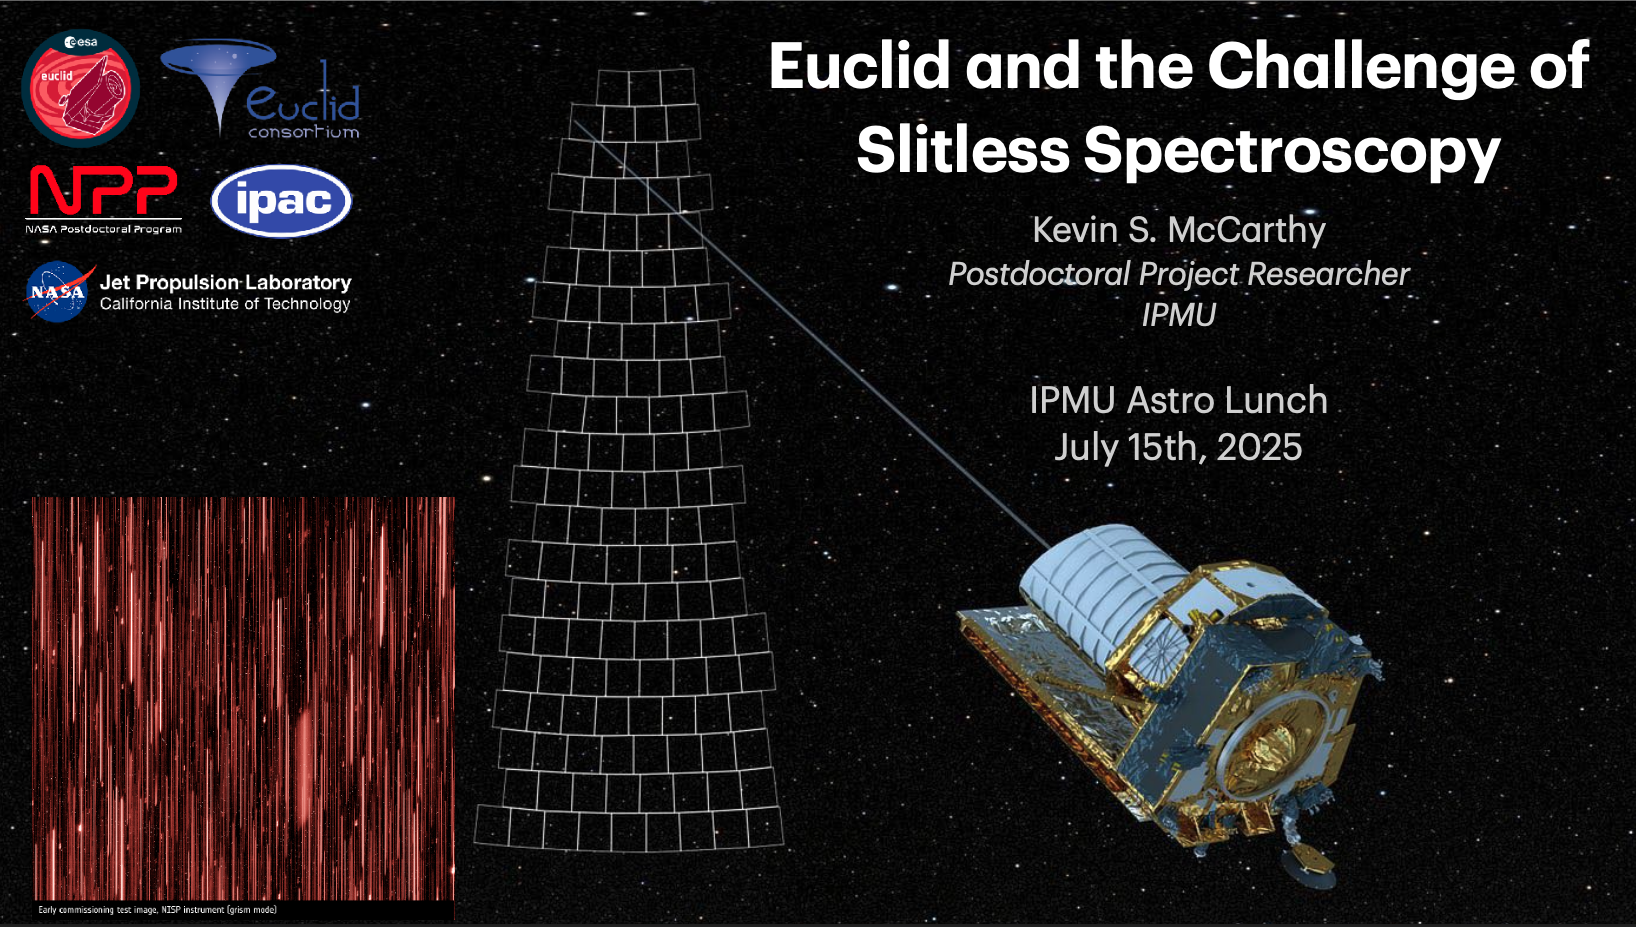 esa
euclid
euclid
consortium
NPP
NASA Postdoctoral Program
ipac
NASA
Jet Propulsion Laboratory
California Institute of Technology
Euclid and the Challenge of
Slitless Spectroscopy
Kevin S. McCarthy
Postdoctoral Project Researcher
IPMU
IPMU Astro Lunch
July 15th, 2025
Early commissioning test image, NISP instrument (grism mode)